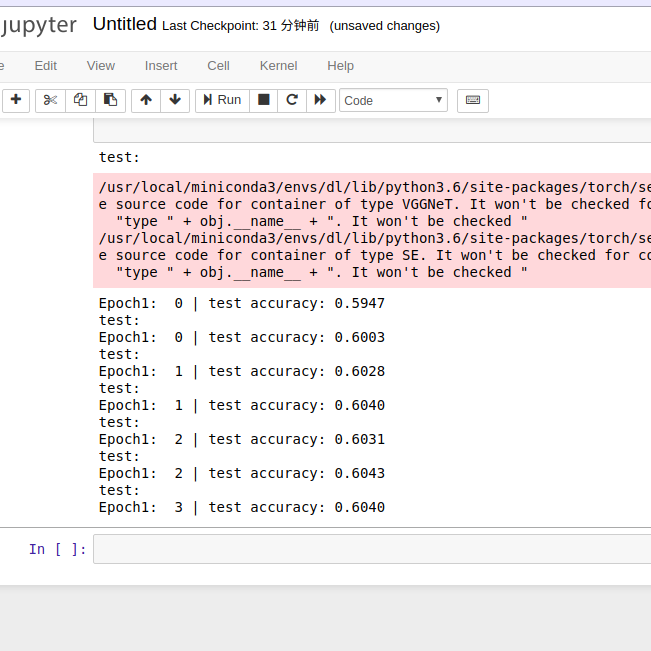 jupyter Untitled Last Checkpoint: 31 分钟前 (unsaved changes)
Edit View Insert Cell Kernel Help
Run Code
test:
/usr/local/miniconda3/envs/dl/lib/python3.6/site-packages/torch/se
e source code for container of type VGGNeT. It won't be checked fo
"type " + obj.__name__ + ". It won't be checked "
/usr/local/miniconda3/envs/dl/lib/python3.6/site-packages/torch/se
e source code for container of type SE. It won't be checked for co
"type " + obj.__name__ + ". It won't be checked "
Epoch1:  0 | test accuracy: 0.5947
test:
Epoch1:  0 | test accuracy: 0.6003
test:
Epoch1:  1 | test accuracy: 0.6028
test:
Epoch1:  1 | test accuracy: 0.6040
test:
Epoch1:  2 | test accuracy: 0.6031
test:
Epoch1:  2 | test accuracy: 0.6043
test:
Epoch1:  3 | test accuracy: 0.6040
In [ ]: